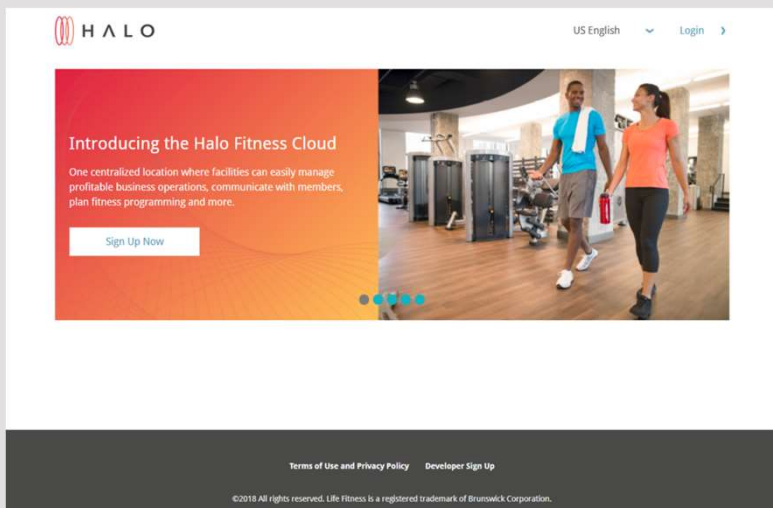 HALO
US English
Login
Introducing the Halo Fitness Cloud
One centralized location where facilities can easily manage
profitable business operations, communicate with members,
plan fitness programming and more.
Sign Up Now
Terms of Use and Privacy Policy
Developer Sign Up
©2018 All rights reserved. Life Fitness is a registered trademark of Brunswick Corporation.